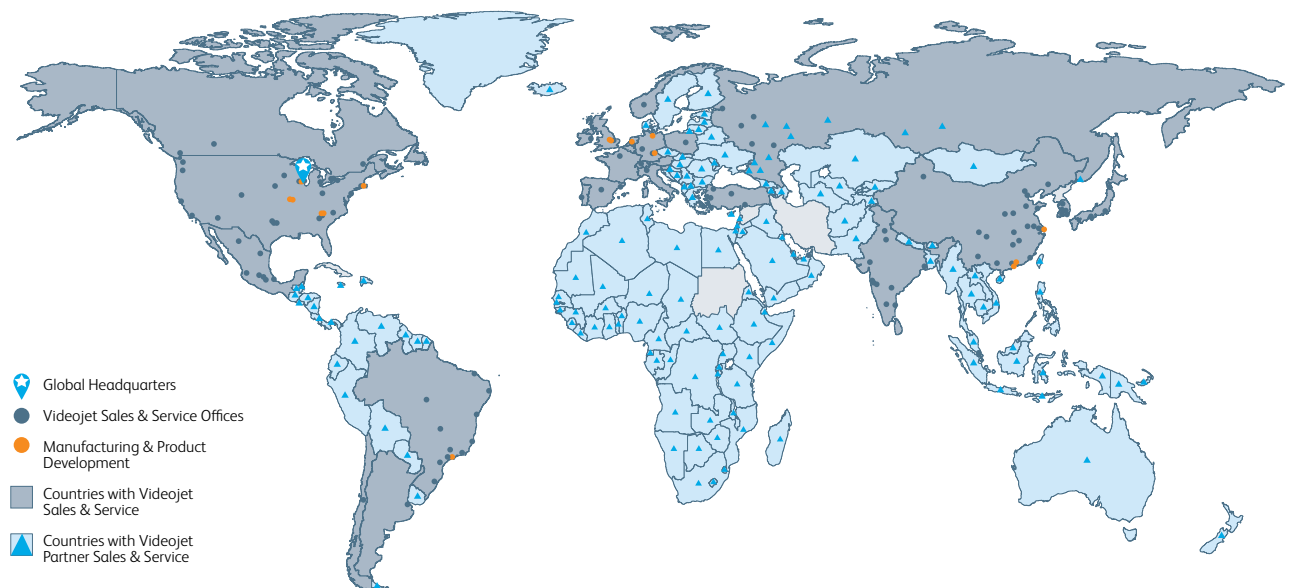 Global Headquarters
Videojet Sales & Service Offices
Manufacturing & Product
Development
Countries with Videojet
Sales & Service
Countries with Videojet
Partner Sales & Service